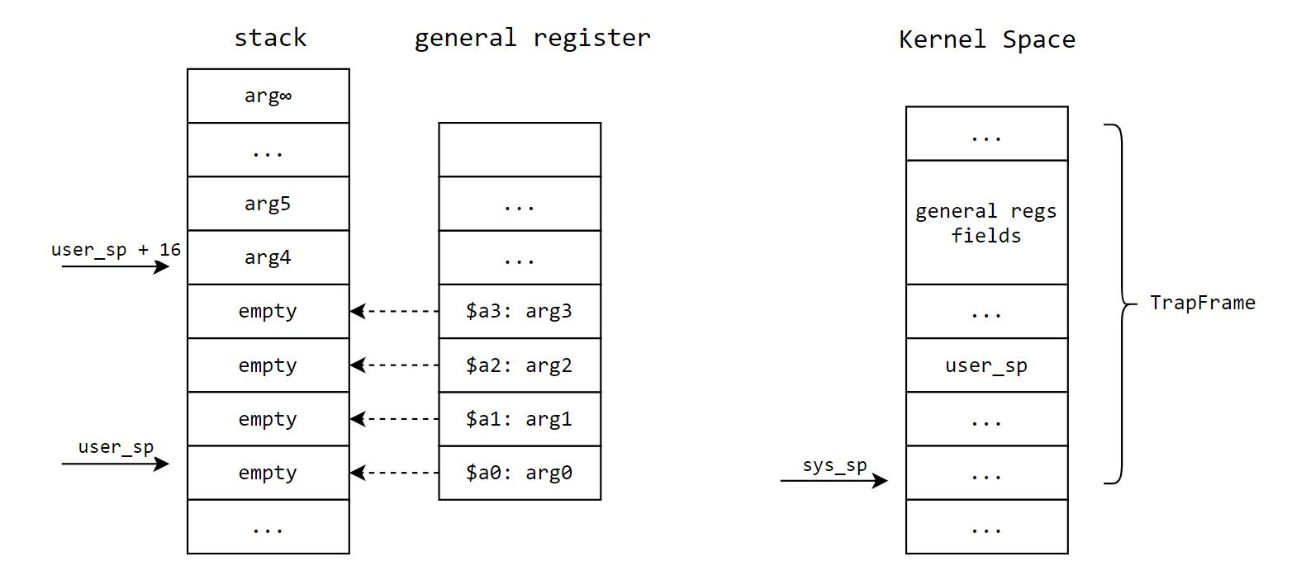 stack
general register
Kernel Space
arg∞
...
arg5
...
user_sp + 16
arg4
...
empty
$a3: arg3
empty
$a2: arg2
empty
$a1: arg1
user_sp
empty
$a0: arg0
...
...
general regs
fields
...
TrapFrame
user_sp
...
sys_sp
...
...